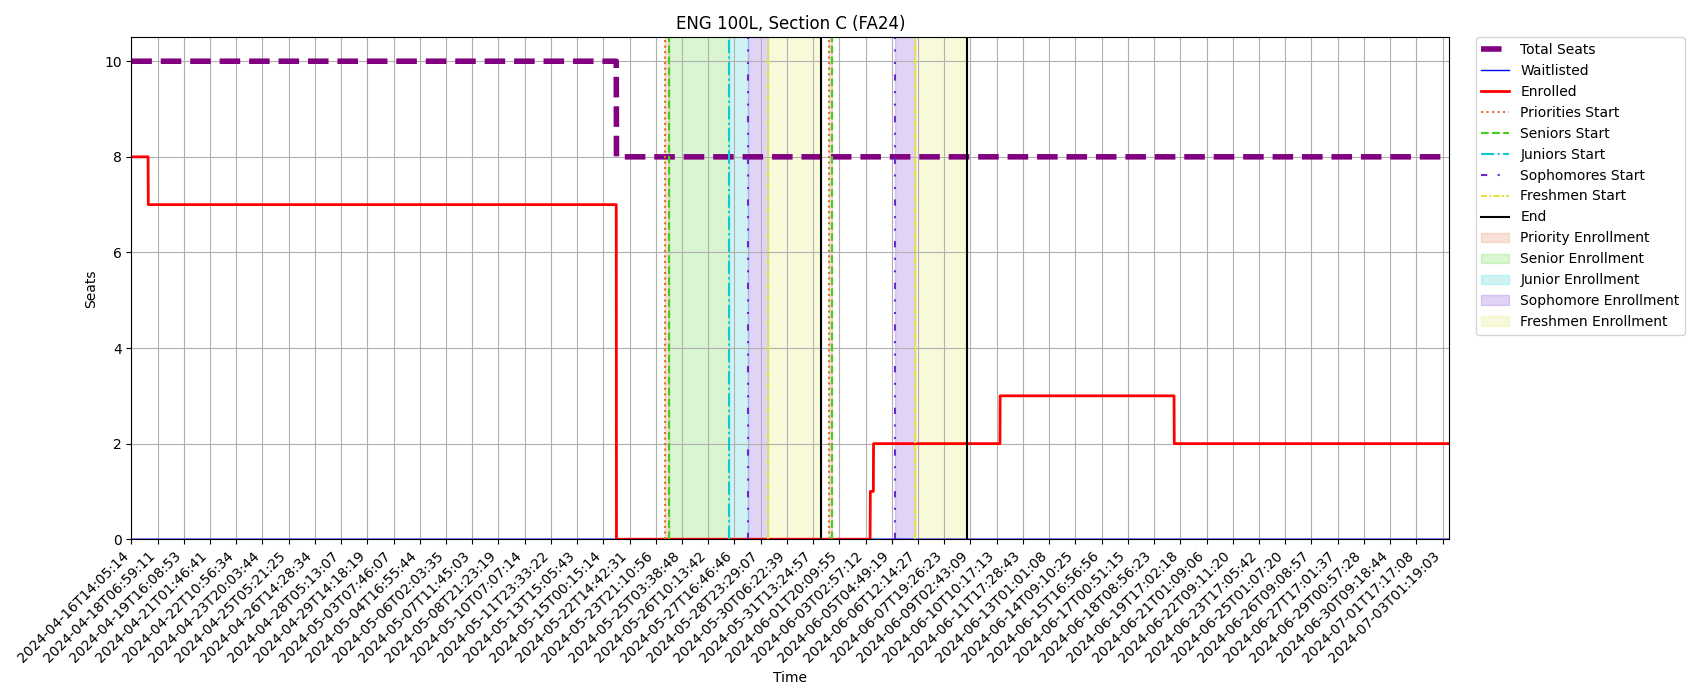 ENG 100L, Section C (FA24)
10
8
6
4
2
0
Seats
2024-04-16T14:05:14
2024-04-18T06:59:11
2024-04-19T16:08:53
2024-04-21T01:46:41
2024-04-22T10:56:34
2024-04-23T20:03:44
2024-04-25T05:21:25
2024-04-26T14:28:34
2024-04-28T05:13:07
2024-04-29T14:18:19
2024-05-03T07:46:07
2024-05-04T16:55:44
2024-05-06T02:03:35
2024-05-07T11:45:03
2024-05-08T21:23:19
2024-05-10T07:07:14
2024-05-11T23:33:22
2024-05-13T15:05:43
2024-05-15T00:15:14
2024-05-22T14:42:31
2024-05-23T21:10:56
2024-05-25T03:38:48
2024-05-26T10:13:42
2024-05-27T16:46:46
2024-05-28T23:29:07
2024-05-30T06:22:39
2024-05-31T13:24:57
2024-06-01T20:09:55
2024-06-03T02:57:12
2024-06-05T04:49:19
2024-06-06T12:14:27
2024-06-07T19:26:23
2024-06-09T02:43:09
2024-06-10T10:17:13
2024-06-11T17:28:43
2024-06-13T01:01:08
2024-06-14T09:10:25
2024-06-15T16:56:56
2024-06-17T00:51:15
2024-06-18T08:56:23
2024-06-19T17:02:18
2024-06-21T01:09:06
2024-06-22T09:11:20
2024-06-23T17:05:42
2024-06-25T01:07:20
2024-06-26T09:08:57
2024-06-27T17:01:37
2024-06-29T00:57:28
2024-06-30T09:18:44
2024-07-01T17:17:08
2024-07-03T01:19:03
Time
Total Seats
Waitlisted
Enrolled
Priorities Start
Seniors Start
Juniors Start
Sophomores Start
Freshmen Start
End
Priority Enrollment
Senior Enrollment
Junior Enrollment
Sophomore Enrollment
Freshmen Enrollment